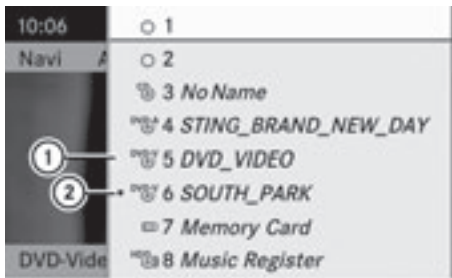 10:06
1
Navi A
2
3 No Name
4 STING_BRAND_NEW_DAY
1
5 DVD_VIDEO
2
6 SOUTH_PARK
7 Memory Card
DVD-Vide
8 Music Register